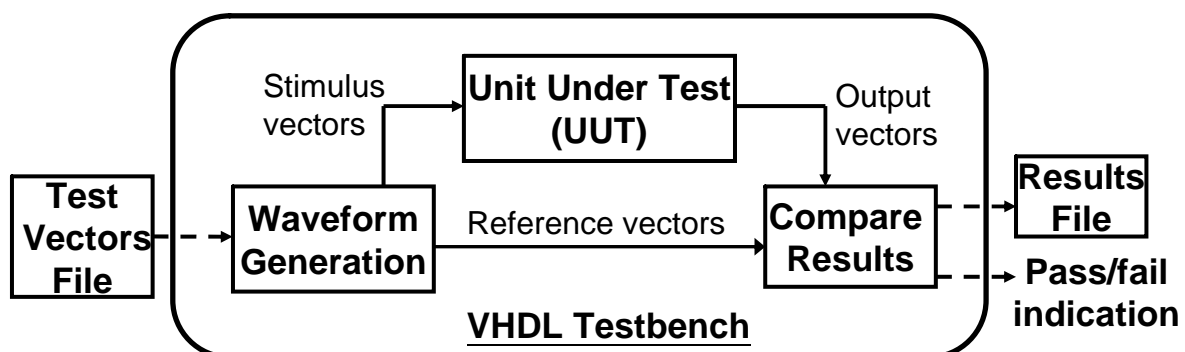 Test
Vectors
File
Stimulus
vectors
Waveform
Generation
Unit Under Test
(UUT)
Reference vectors
Output
vectors
Compare
Results
Results
File
Pass/fail
indication
VHDL Testbench